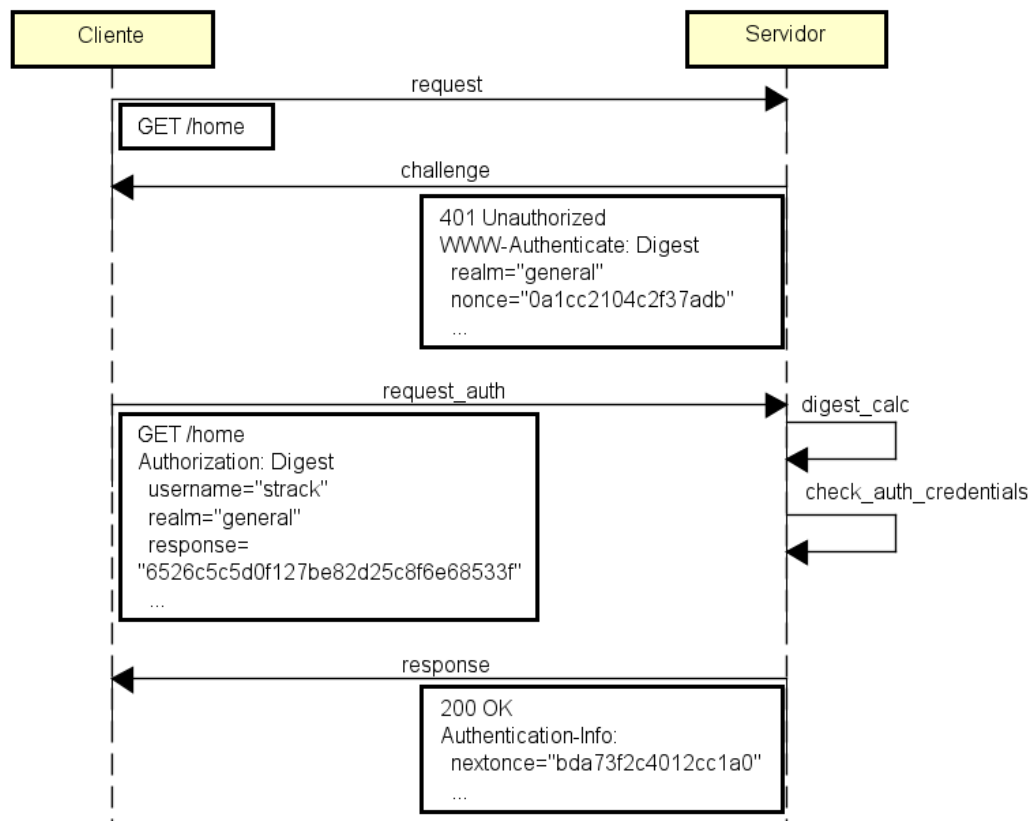 Cliente
Servidor
request
GET /home
challenge
401 Unauthorized
WWW-Authenticate: Digest
realm="general"
nonce="0a1cc2104c2f37adb"
...
request_auth
digest_calc
GET /home
Authorization: Digest
username="strack"
realm="general"
response=
"6526c5c5d0f127be82d25c8f6e68533f"
...
check_auth_credentials
response
200 OK
Authentication-Info:
nextonce="bda73f2c4012cc1a0"
...